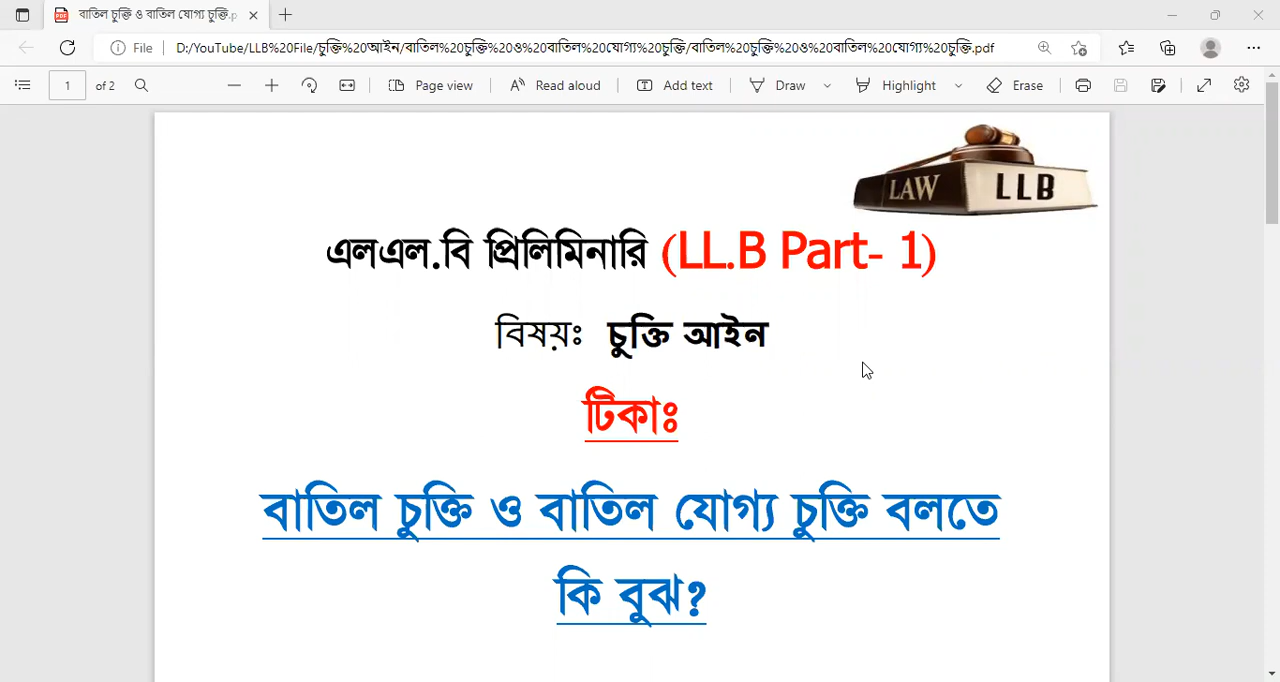 বাতিল চুক্তি ও বাতিল যোগ্য চুক্তি.p
File D:/YouTube/LLB%20File/চুক্তি%20আইন/বাতিল%20চুক্তি%20ও%20বাতিল%20যোগ্য%20চুক্তি/বাতিল%20চুক্তি%20ও%20বাতিল%20যোগ্য%20চুক্তি.pdf
1 of 2 Page view Read aloud Add text Draw Highlight Erase
LAW LLB
এলএল.বি প্রিলিমিনারি (LL.B Part- 1)
বিষয়ঃ চুক্তি আইন
টিকাঃ
বাতিল চুক্তি ও বাতিল যোগ্য চুক্তি বলতে
কি বুঝ?